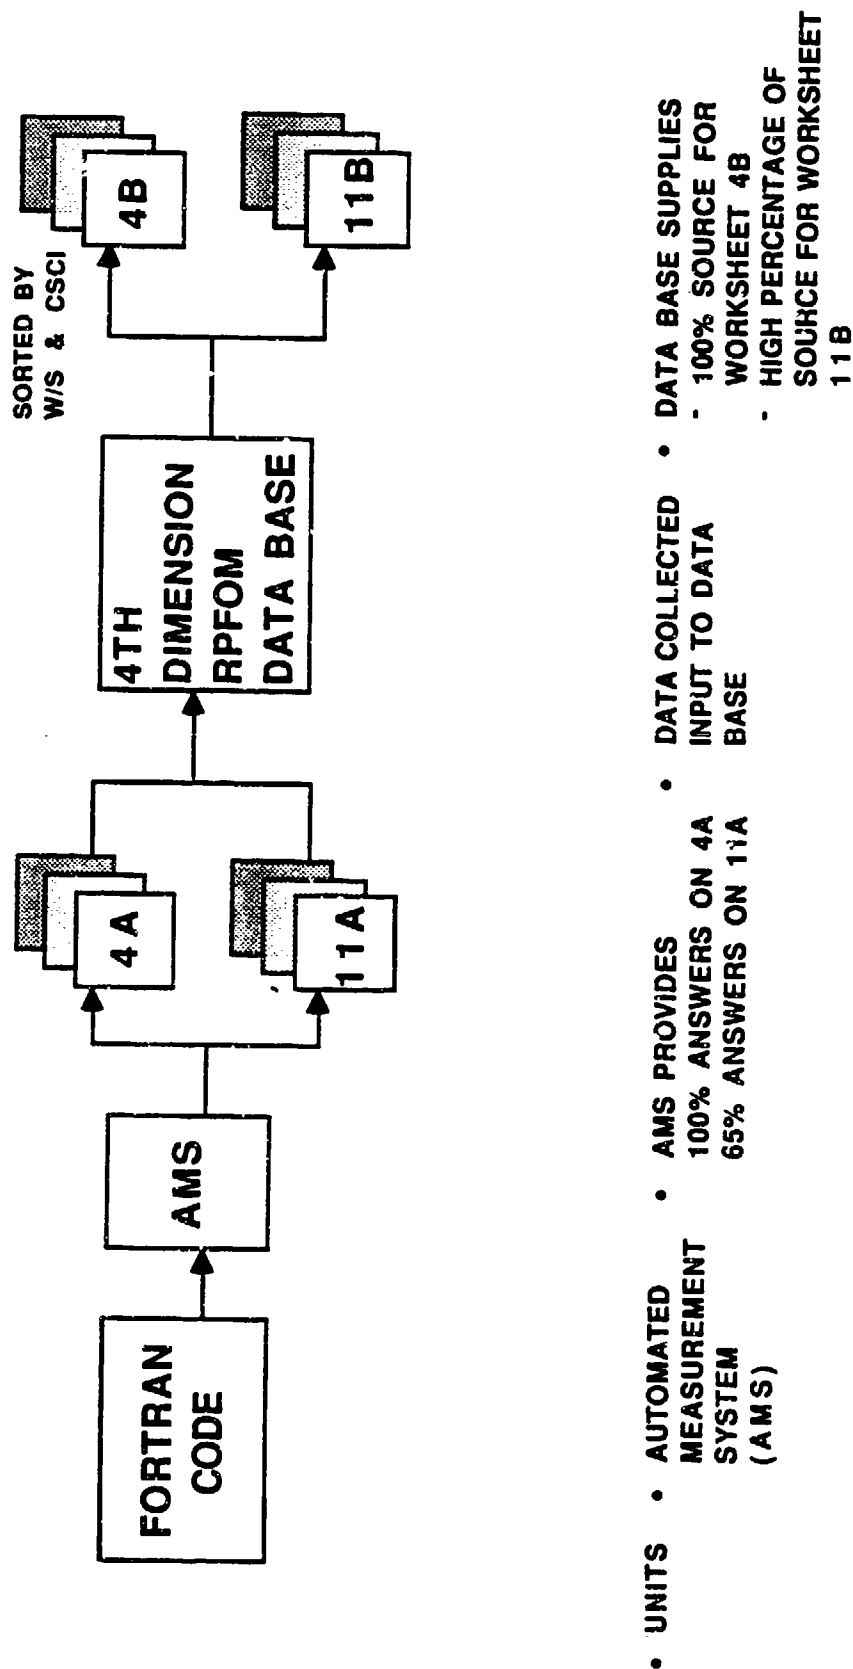 FORTRAN
CODE
AMS
4A
11A
4TH
DIMENSION
RPFOM
DATA BASE
SORTED BY
W/S & CSCI
4B
11B
• UNITS
• AUTOMATED
MEASUREMENT
SYSTEM
(AMS)
• AMS PROVIDES
100% ANSWERS ON 4A
65% ANSWERS ON 11A
• DATA COLLECTED
INPUT TO DATA
BASE
• DATA BASE SUPPLIES
- 100% SOURCE FOR
WORKSHEET 4B
- HIGH PERCENTAGE OF
SOURCE FOR WORKSHEET
11B